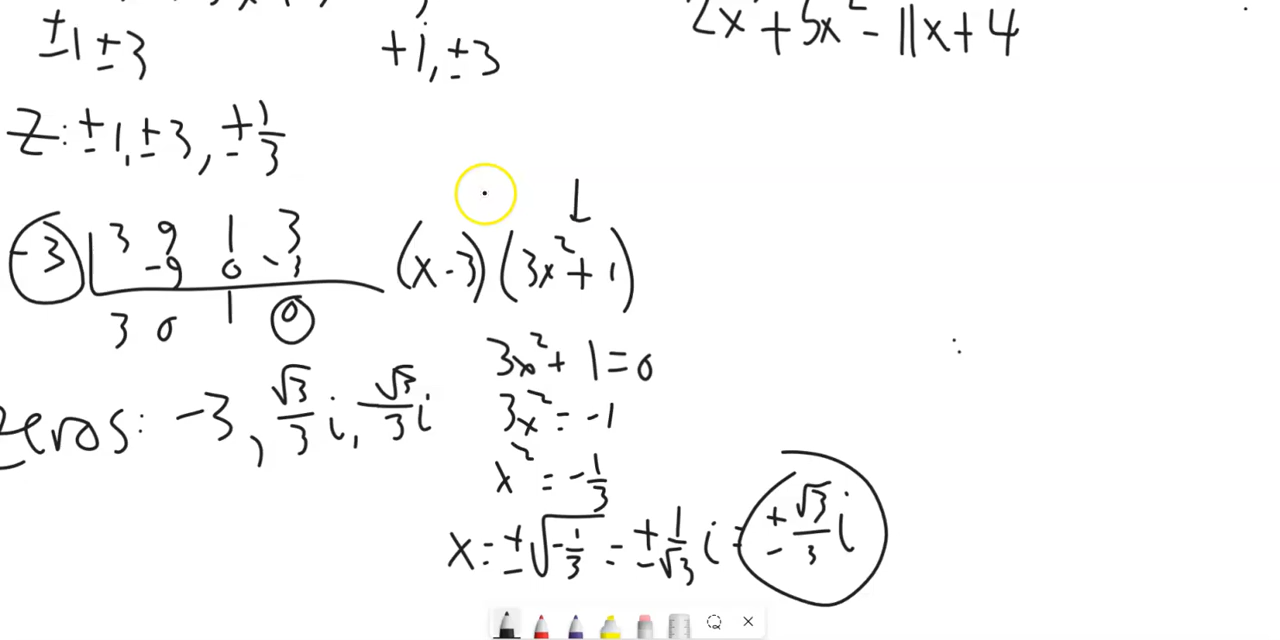 2x³ + 5x² - 11x + 4
±1 ±3
+1, ±3
Z: ±1, ±3, ±1/3
↓
-3 | 3 9 1 3
-9 0 -3
3 0 1 0
(x - 3)(3x² + 1)
3x² + 1 = 0
3x² = -1
zeros: -3, √3/3 i, -√3/3 i
x² = -1/3
x = ±√(-1/3) = ±1/√3 i = ±√3/3 i